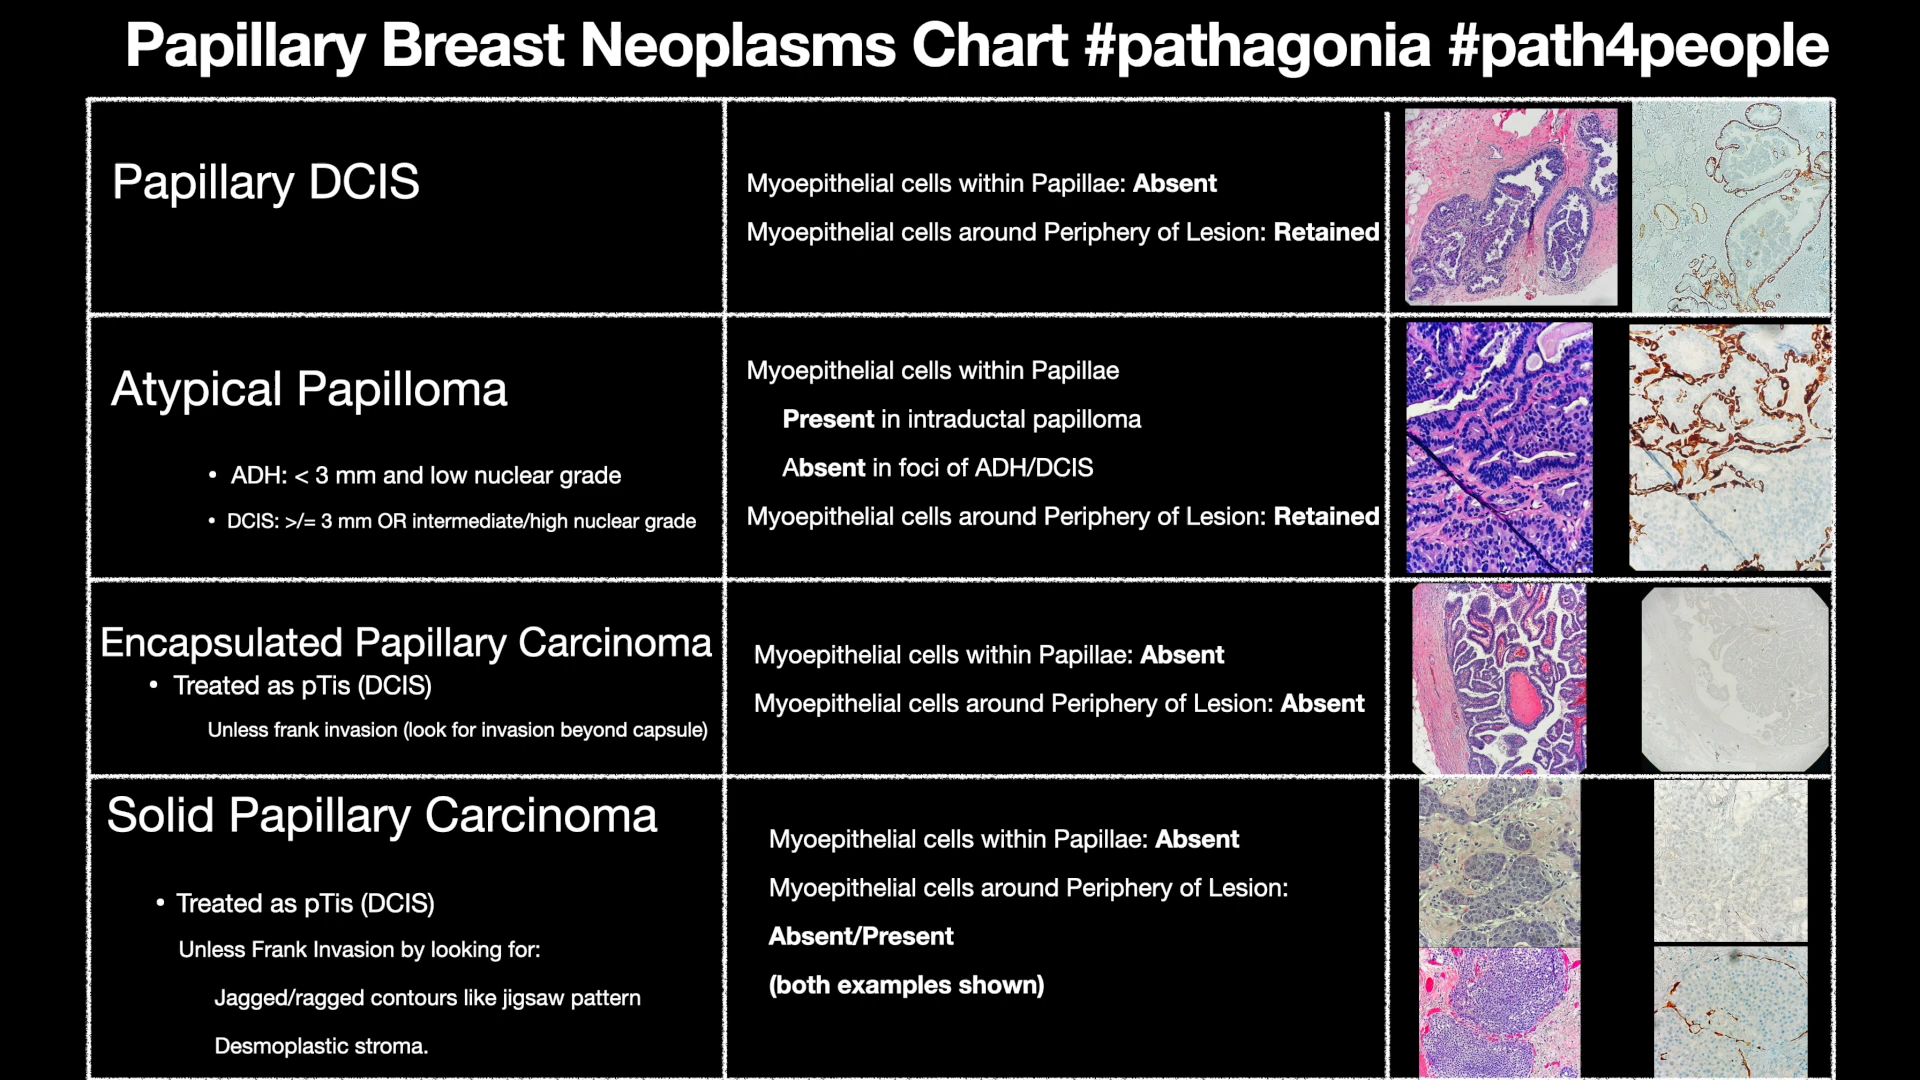 Papillary Breast Neoplasms Chart #pathagonia #path4people
Papillary DCIS
Myoepithelial cells within Papillae: Absent
Myoepithelial cells around Periphery of Lesion: Retained
Atypical Papilloma
• ADH: < 3 mm and low nuclear grade
• DCIS: >/= 3 mm OR intermediate/high nuclear grade
Myoepithelial cells within Papillae
Present in intraductal papilloma
Absent in foci of ADH/DCIS
Myoepithelial cells around Periphery of Lesion: Retained
Encapsulated Papillary Carcinoma
• Treated as pTis (DCIS)
Unless frank invasion (look for invasion beyond capsule)
Myoepithelial cells within Papillae: Absent
Myoepithelial cells around Periphery of Lesion: Absent
Solid Papillary Carcinoma
• Treated as pTis (DCIS)
Unless Frank Invasion by looking for:
Jagged/ragged contours like jigsaw pattern
Desmoplastic stroma.
Myoepithelial cells within Papillae: Absent
Myoepithelial cells around Periphery of Lesion:
Absent/Present
(both examples shown)